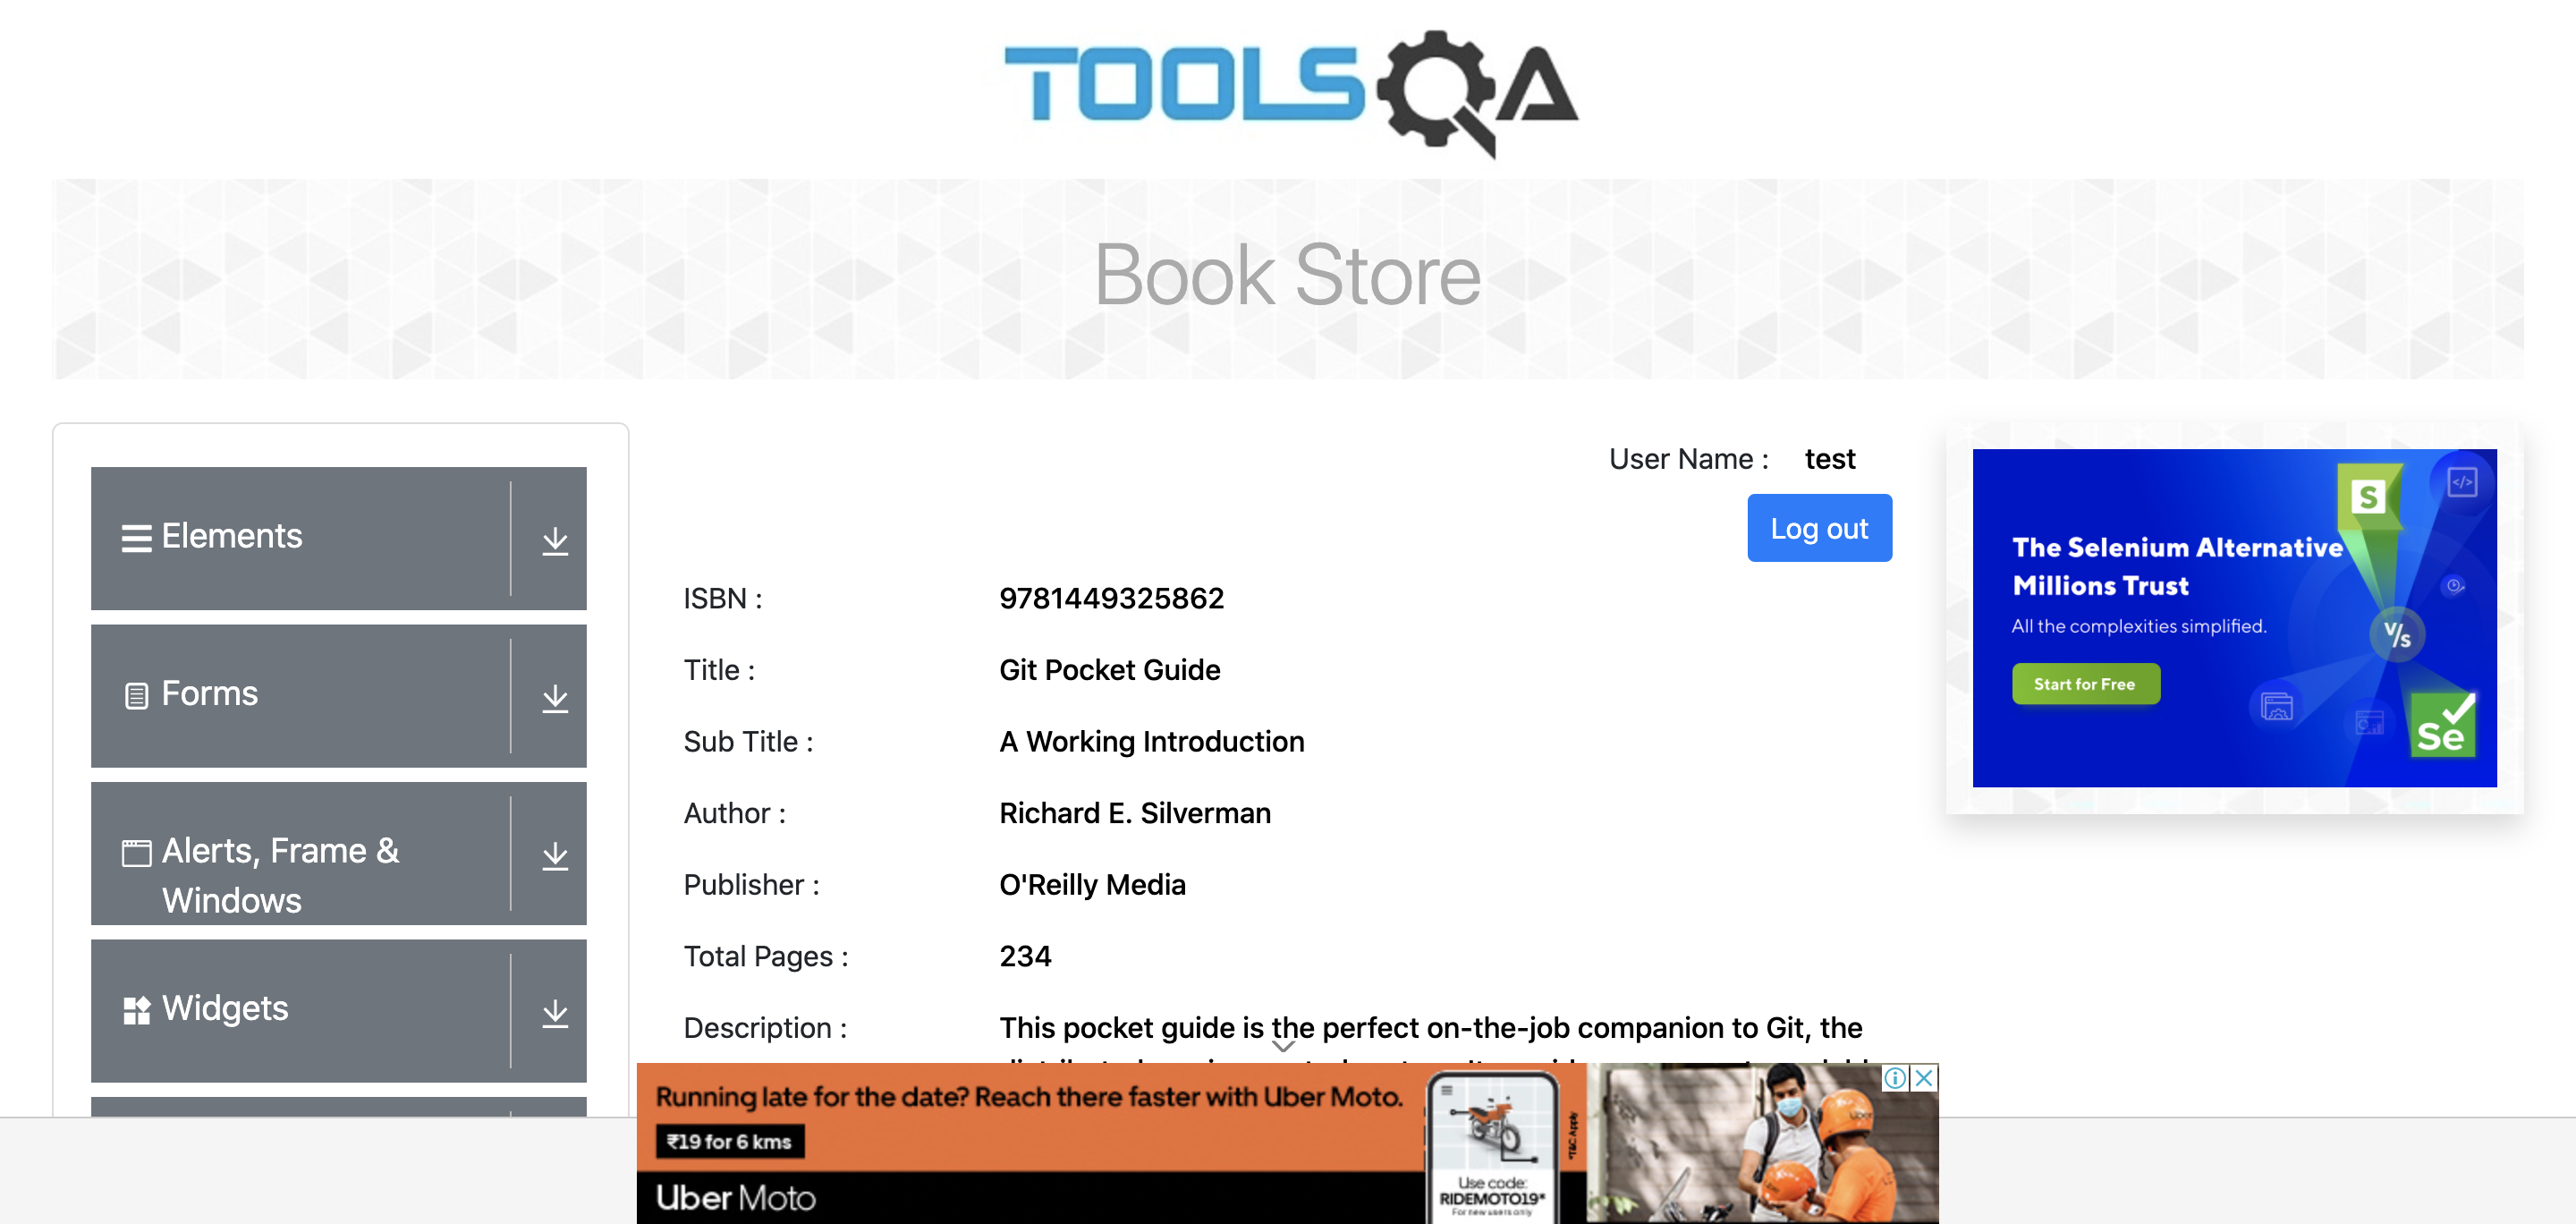 TOOLSQA
Book Store
Elements
Forms
Alerts, Frame &
Windows
Widgets
User Name : test
Log out
ISBN : 9781449325862
Title : Git Pocket Guide
Sub Title : A Working Introduction
Author : Richard E. Silverman
Publisher : O'Reilly Media
Total Pages : 234
Description : This pocket guide is the perfect on-the-job companion to Git, the
The Selenium Alternative
Millions Trust
All the complexities simplified.
Start for Free
S
</>
V/s
Se
Running late for the date? Reach there faster with Uber Moto.
₹19 for 6 kms
Uber Moto
*T&C Apply
Use code:
RIDEMOTO19*
For new users only